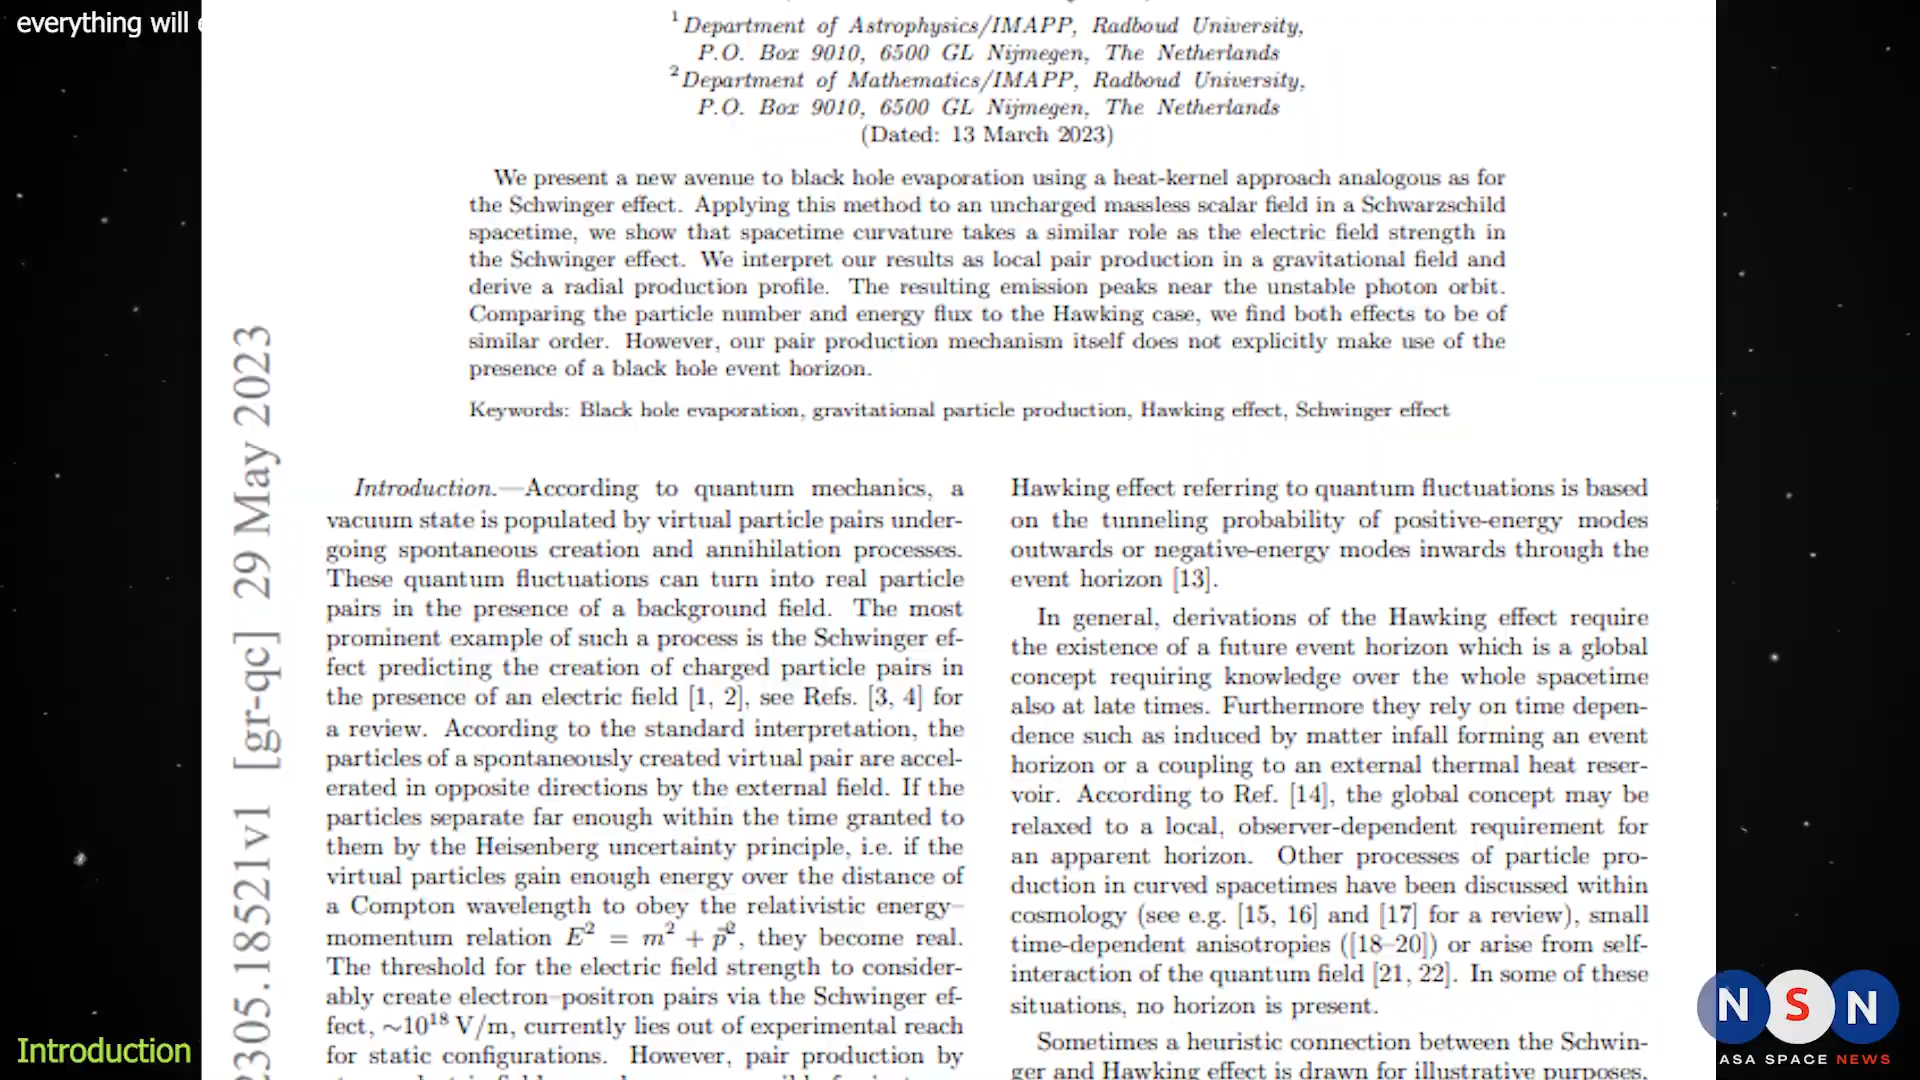 everything will
1 Department of Astrophysics/IMAPP, Radboud University,
P.O. Box 9010, 6500 GL Nijmegen, The Netherlands
2 Department of Mathematics/IMAPP, Radboud University,
P.O. Box 9010, 6500 GL Nijmegen, The Netherlands
(Dated: 13 March 2023)
We present a new avenue to black hole evaporation using a heat-kernel approach analogous as for
the Schwinger effect. Applying this method to an uncharged massless scalar field in a Schwarzschild
spacetime, we show that spacetime curvature takes a similar role as the electric field strength in
the Schwinger effect. We interpret our results as local pair production in a gravitational field and
derive a radial production profile. The resulting emission peaks near the unstable photon orbit.
Comparing the particle number and energy flux to the Hawking case, we find both effects to be of
similar order. However, our pair production mechanism itself does not explicitly make use of the
presence of a black hole event horizon.
Keywords: Black hole evaporation, gravitational particle production, Hawking effect, Schwinger effect
2305.18521v1 [gr-qc] 29 May 2023
Introduction.—According to quantum mechanics, a
vacuum state is populated by virtual particle pairs under-
going spontaneous creation and annihilation processes.
These quantum fluctuations can turn into real particle
pairs in the presence of a background field. The most
prominent example of such a process is the Schwinger ef-
fect predicting the creation of charged particle pairs in
the presence of an electric field [1, 2], see Refs. [3, 4] for
a review. According to the standard interpretation, the
particles of a spontaneously created virtual pair are accel-
erated in opposite directions by the external field. If the
particles separate far enough within the time granted to
them by the Heisenberg uncertainty principle, i.e. if the
virtual particles gain enough energy over the distance of
a Compton wavelength to obey the relativistic energy–
momentum relation E² = m² + p⃗², they become real.
The threshold for the electric field strength to consider-
ably create electron–positron pairs via the Schwinger ef-
fect, ~10¹⁸ V/m, currently lies out of experimental reach
for static configurations. However, pair production by
Hawking effect referring to quantum fluctuations is based
on the tunneling probability of positive-energy modes
outwards or negative-energy modes inwards through the
event horizon [13].
In general, derivations of the Hawking effect require
the existence of a future event horizon which is a global
concept requiring knowledge over the whole spacetime
also at late times. Furthermore they rely on time depen-
dence such as induced by matter infall forming an event
horizon or a coupling to an external thermal heat reser-
voir. According to Ref. [14], the global concept may be
relaxed to a local, observer-dependent requirement for
an apparent horizon. Other processes of particle pro-
duction in curved spacetimes have been discussed within
cosmology (see e.g. [15, 16] and [17] for a review), small
time-dependent anisotropies ([18–20]) or arise from self-
interaction of the quantum field [21, 22]. In some of these
situations, no horizon is present.
Sometimes a heuristic connection between the Schwin-
ger and Hawking effect is drawn for illustrative purposes,
Introduction
NSN
ASA SPACE NEWS